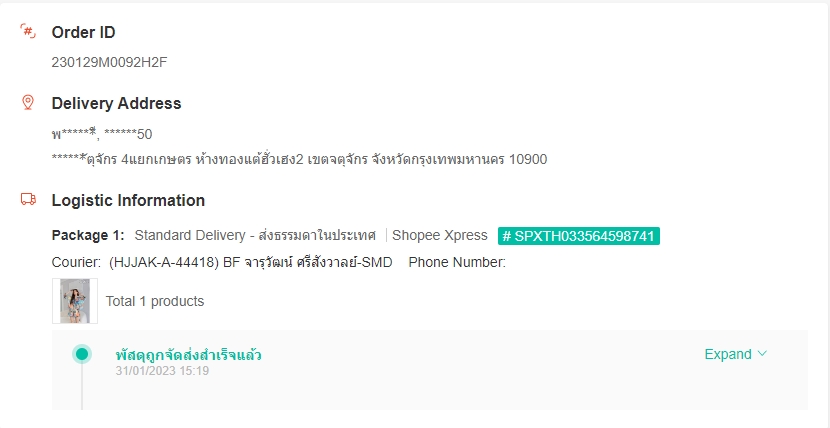 Order ID
230129M0092H2F
Delivery Address
พ*****ี, ******50
******ัตุจักร 4แยกเกษตร ห้างทองแต้ฮั่วเฮง2 เขตจตุจักร จังหวัดกรุงเทพมหานคร 10900
Logistic Information
Package 1: Standard Delivery - ส่งธรรมดาในประเทศ | Shopee Xpress # SPXTH033564598741
Courier: (HJJAK-A-44418) BF จารุวัฒน์ ศรีสังวาลย์-SMD Phone Number:
Total 1 products
พัสดุถูกจัดส่งสำเร็จแล้ว
Expand
31/01/2023 15:19